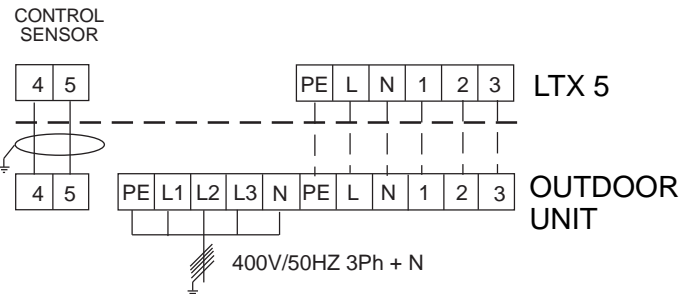 CONTROL
SENSOR
4 5
PE L N 1 2 3
LTX 5
4 5
PE L1 L2 L3 N PE L N 1 2 3
OUTDOOR
UNIT
400V/50HZ 3Ph + N